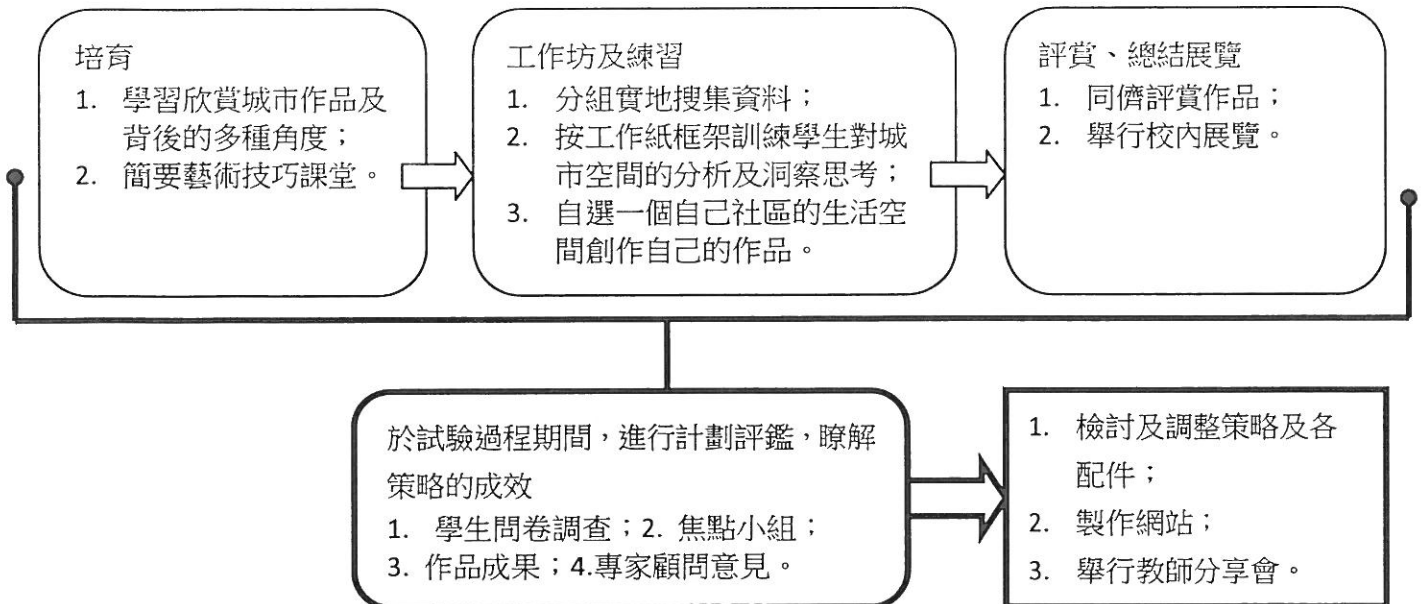 培育
1. 學習欣賞城市作品及
背後的多種角度；
2. 簡要藝術技巧課堂。
工作坊及練習
1. 分組實地搜集資料；
2. 按工作紙框架訓練學生對城
市空間的分析及洞察思考；
3. 自選一個自己社區的生活空
間創作自己的作品。
評賞、總結展覽
1. 同儕評賞作品；
2. 舉行校內展覽。
於試驗過程期間，進行計劃評鑑，瞭解
策略的成效
1. 學生問卷調查；2. 焦點小組；
3. 作品成果；4.專家顧問意見。
1. 檢討及調整策略及各
配件；
2. 製作網站；
3. 舉行教師分享會。